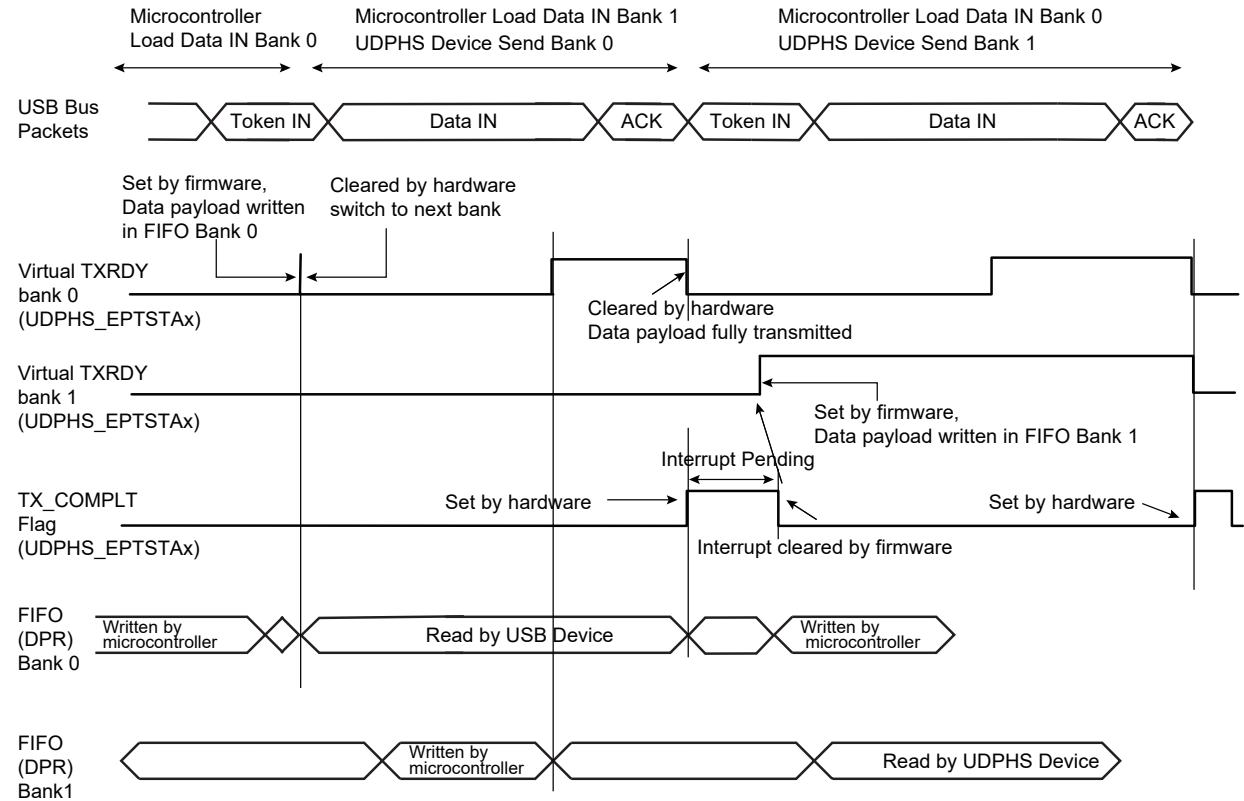 Microcontroller
Load Data IN Bank 0
Microcontroller Load Data IN Bank 1
UDPHS Device Send Bank 0
Microcontroller Load Data IN Bank 0
UDPHS Device Send Bank 1
USB Bus
Packets
Token IN
Data IN
ACK
Token IN
Data IN
ACK
Set by firmware,
Data payload written
in FIFO Bank 0
Cleared by hardware
switch to next bank
Virtual TXRDY
bank 0
(UDPHS_EPTSTAx)
Cleared by hardware
Data payload fully transmitted
Virtual TXRDY
bank 1
(UDPHS_EPTSTAx)
Set by firmware,
Data payload written in FIFO Bank 1
Interrupt Pending
TX_COMPLT
Flag
(UDPHS_EPTSTAx)
Set by hardware
Set by hardware
Interrupt cleared by firmware
FIFO
(DPR)
Bank 0
Written by
microcontroller
Read by USB Device
Written by
microcontroller
FIFO
(DPR)
Bank1
Written by
microcontroller
Read by UDPHS Device